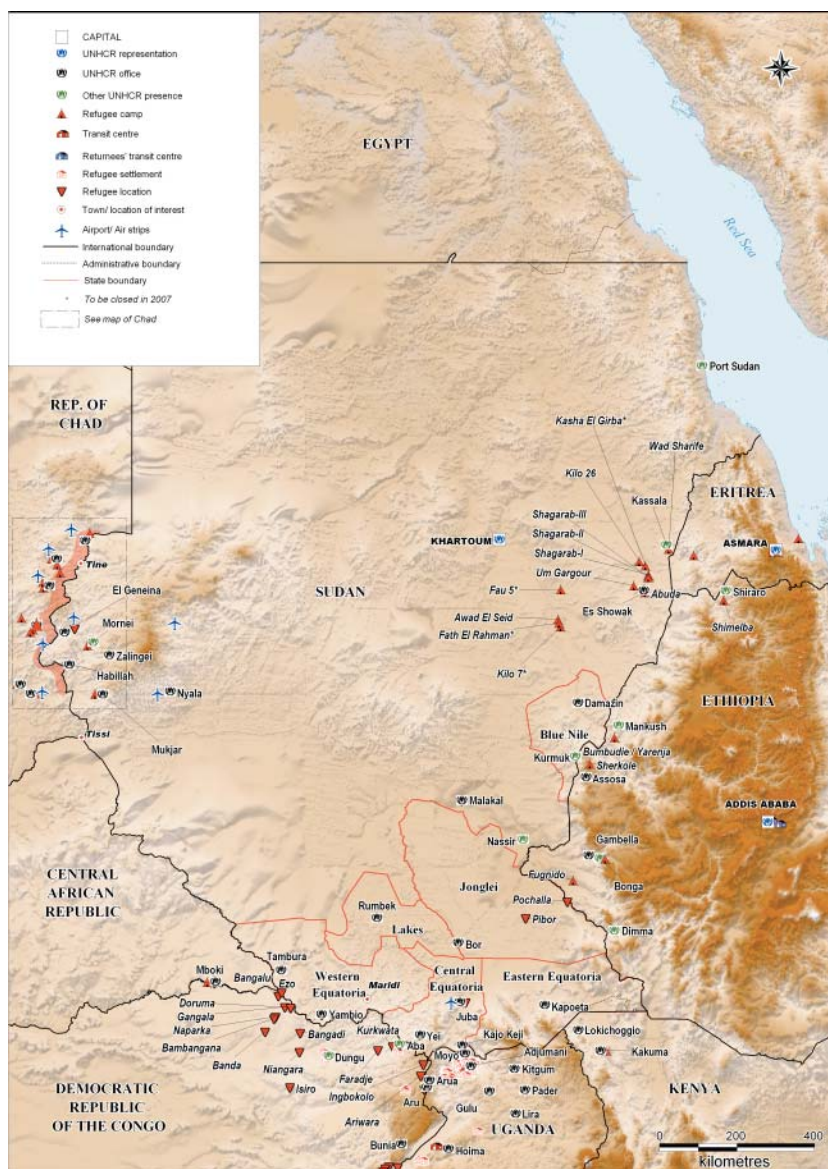 CAPITAL
UNHCR representation
UNHCR office
Other UNHCR presence
Refugee camp
Transit centre
Returnees' transit centre
Refugee settlement
Refugee location
Town/ location of interest
Airport/ Air strips
International boundary
Administrative boundary
State boundary
To be closed in 2007
See map of Chad
EGYPT
Red Sea
Port Sudan
REP. OF
CHAD
Kasha El Girba*
Wad Sharife
Kilo 26
Kassala
ERITREA
Shagarab-III
Shagarab-II
Shagarab-I
KHARTOUM
ASMARA
Tine
Um Gargour
El Geneina
SUDAN
Fau 5*
Abuda
Shiraro
Es Showak
Shimelba
Mornei
Awad El Seid
Fath El Rahman*
Zalingei
Habillah
Kilo 7*
Nyala
Damazin
ETHIOPIA
Mankush
Blue Nile
Tissi
Mukjar
Bumbudie / Yarenja
Kurmuk
Sherkole
Assosa
Malakal
ADDIS ABABA
Nassir
Gambella
CENTRAL
AFRICAN
REPUBLIC
Jonglei
Fugnido
Bonga
Pochalla
Rumbek
Pibor
Lakes
Dimma
Bor
Tambura
Mboki
Bangalu
Ezo
Western
Equatoria
Maridi
Central
Equatoria
Eastern Equatoria
Doruma
Gangala
Yambio
Juba
Kapoeta
Naparka
Bangadi
Kurkwata
Yei
Kajo Keji
Lokichoggio
Bambangana
Aba
Banda
Dungu
Moyo
Adjumani
Kakuma
Niangara
Faradje
Kitgum
Isiro
Ingbokolo
Arua
Pader
KENYA
DEMOCRATIC
REPUBLIC
OF THE CONGO
Aru
Gulu
Ariwara
Lira
UGANDA
Bunia
Hoima
0 200 400
kilometres